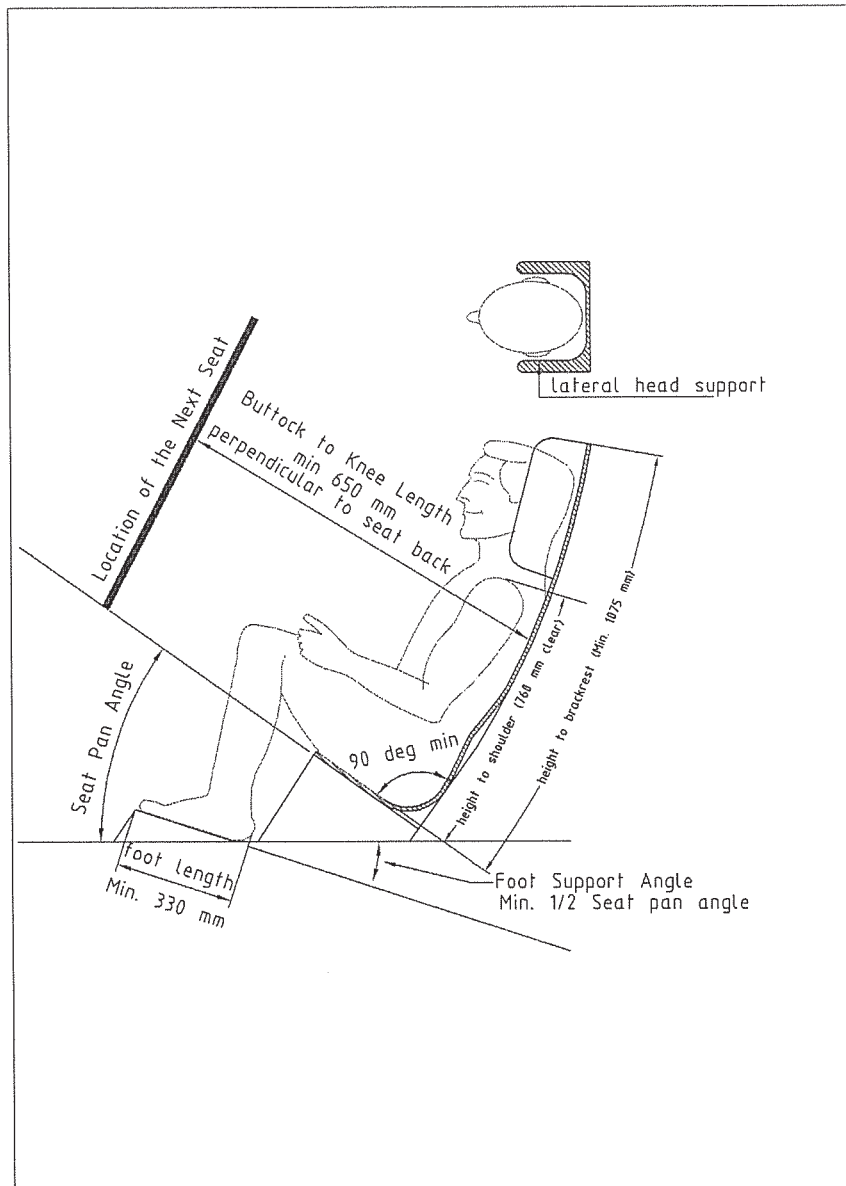 lateral head support
Location of the Next Seat
Buttock to Knee Length
min 650 mm
perpendicular to seat back
height to shoulder (760 mm clear)
height to brackrest (Min. 1075 mm)
Seat Pan Angle
90 deg min
foot length
Min. 330 mm
Foot Support Angle
Min. 1/2 Seat pan angle